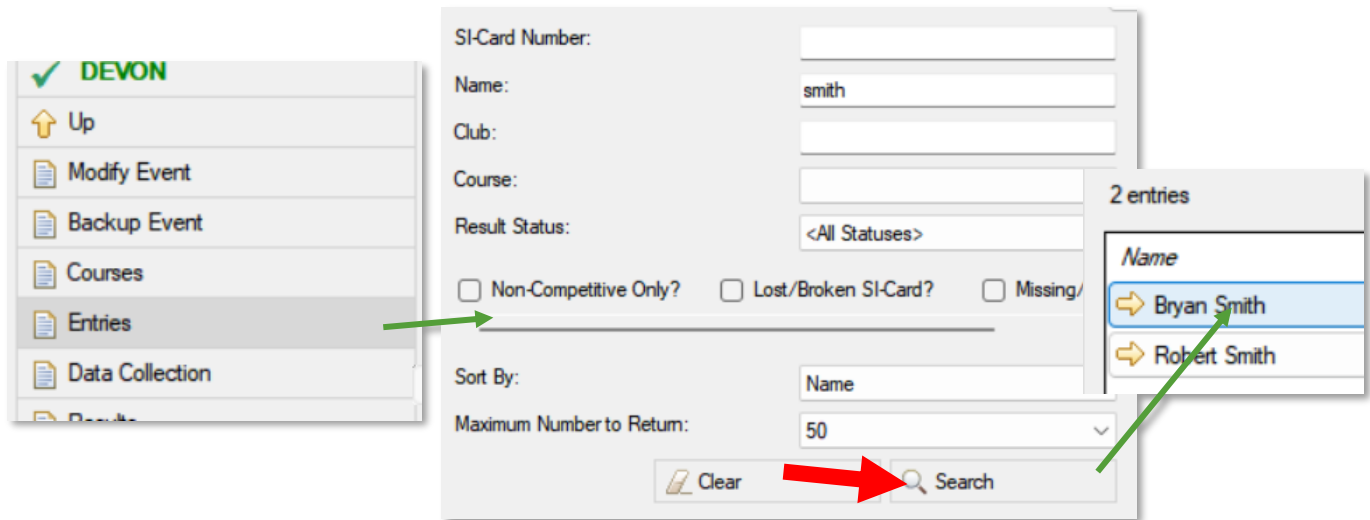 DEVON
Up
Modify Event
Backup Event
Courses
Entries
Data Collection
Results
SI-Card Number:
Name: smith
Club:
Course:
Result Status: <All Statuses>
Non-Competitive Only? Lost/Broken SI-Card? Missing/
Sort By: Name
Maximum Number to Return: 50
Clear Search
2 entries
Name
Bryan Smith
Robert Smith